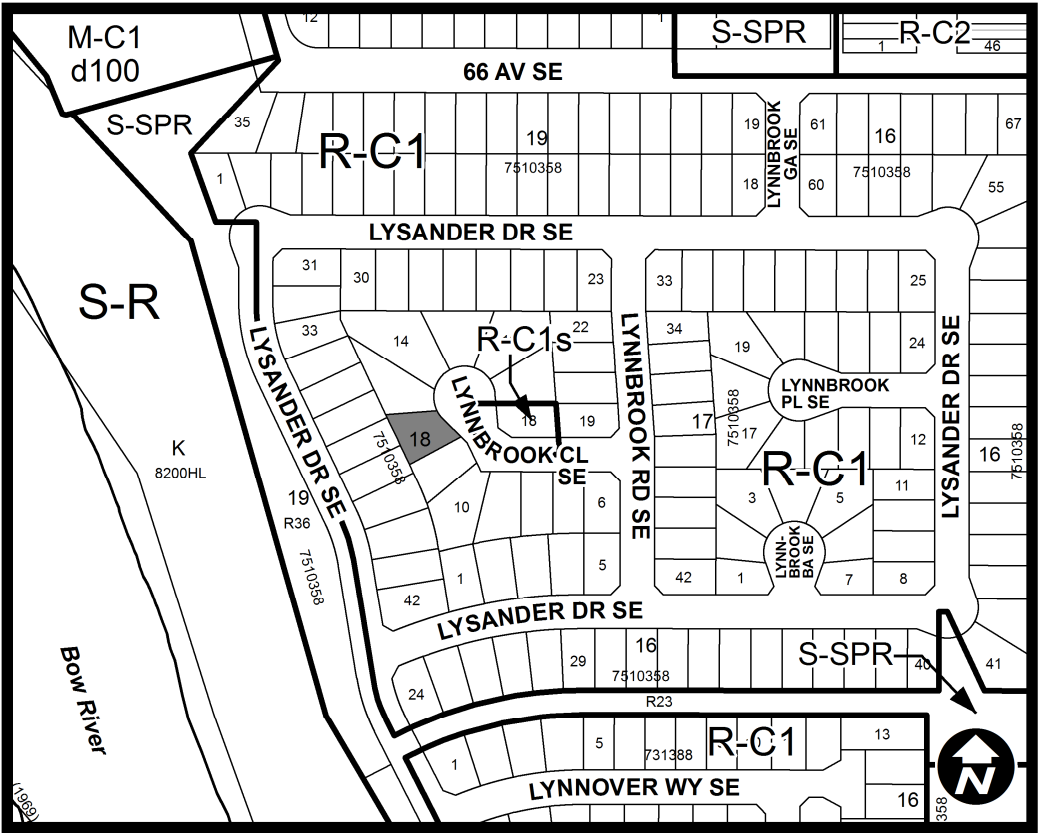 12
1
M-C1
d100
S-SPR
R-C2
1
46
66 AV SE
S-SPR
35
R-C1
19
7510358
19
18
LYNNBROOK
GA SE
61
60
16
7510358
67
55
1
LYSANDER DR SE
S-R
31
30
23
33
25
33
14
R-C1s
22
34
19
24
LYNNBROOK
PL SE
LYSANDER DR SE
LYNNBROOK RD SE
LYSANDER DR SE
18
7510358
LYNNBROOK CL
SE
18
19
17
7510358
17
12
16
7510358
K
8200HL
R-C1
19
R36
7510358
10
6
3
5
11
LYNN-
BROOK
BA SE
42
1
5
42
1
7
8
LYSANDER DR SE
16
7510358
29
24
S-SPR
40
41
R23
Bow River
1
5
731388
R-C1
13
LYNNOVER WY SE
16
358
N
(1969)